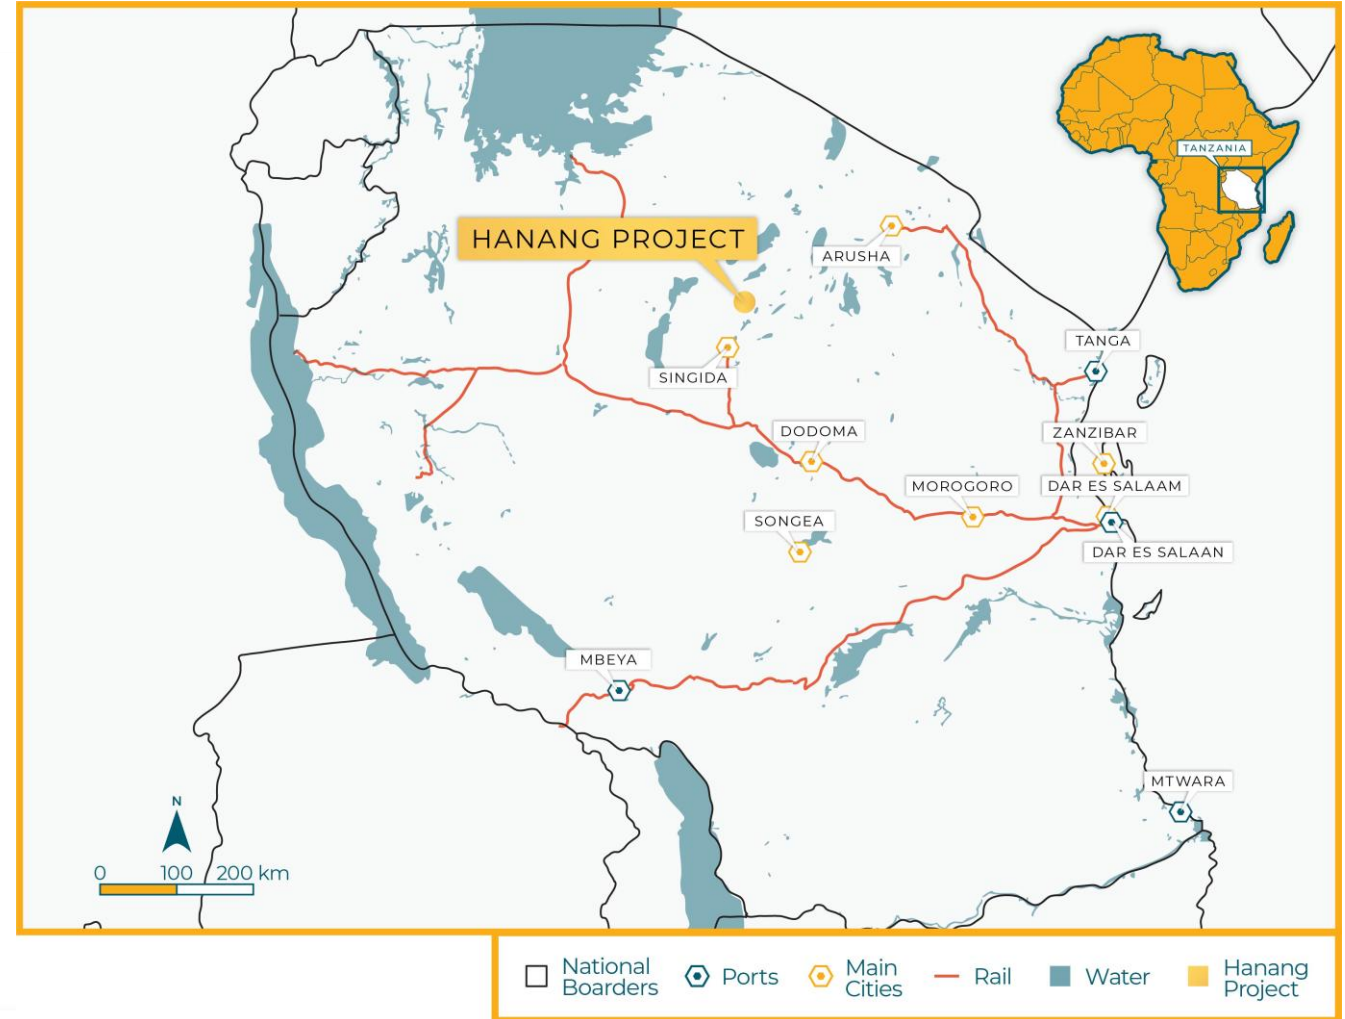 TANZANIA
HANANG PROJECT
ARUSHA
TANGA
SINGIDA
DODOMA
ZANZIBAR
MOROGORO
DAR ES SALAAM
SONGEA
DAR ES SALAAN
MBEYA
MTWARA
N
0 100 200 km
National
Boarders
Ports
Main
Cities
Rail
Water
Hanang
Project